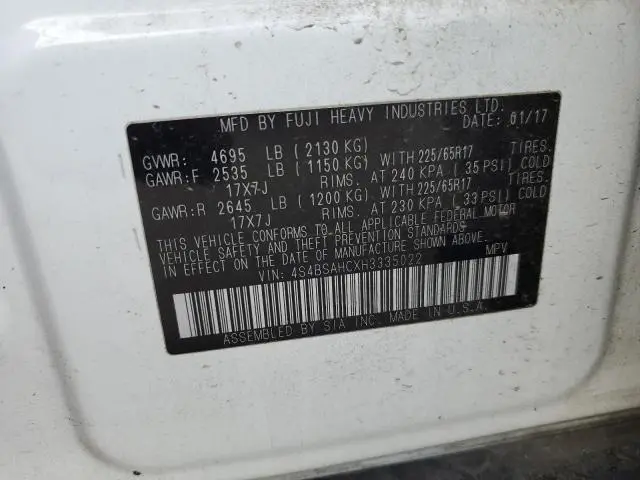 MFD BY FUJI HEAVY INDUSTRIES LTD.
DATE: 01/17
GVWR: 4695 LB (2130 KG)
GAWR:F 2535 LB (1150 KG) WITH 225/65R17 TIRES.
17X7J RIMS. AT 240 KPA (35 PSI) COLD
GAWR:R 2645 LB (1200 KG) WITH 225/65R17 TIRES.
17X7J RIMS. AT 230 KPA (33 PSI) COLD
THIS VEHICLE CONFORMS TO ALL APPLICABLE FEDERAL MOTOR
VEHICLE SAFETY AND THEFT PREVENTION STANDARDS
IN EFFECT ON THE DATE OF MANUFACTURE SHOWN ABOVE.
VIN: 4S4BSAHCXH3335022 MPV
ASSEMBLED BY SIA INC. MADE IN U.S.A.